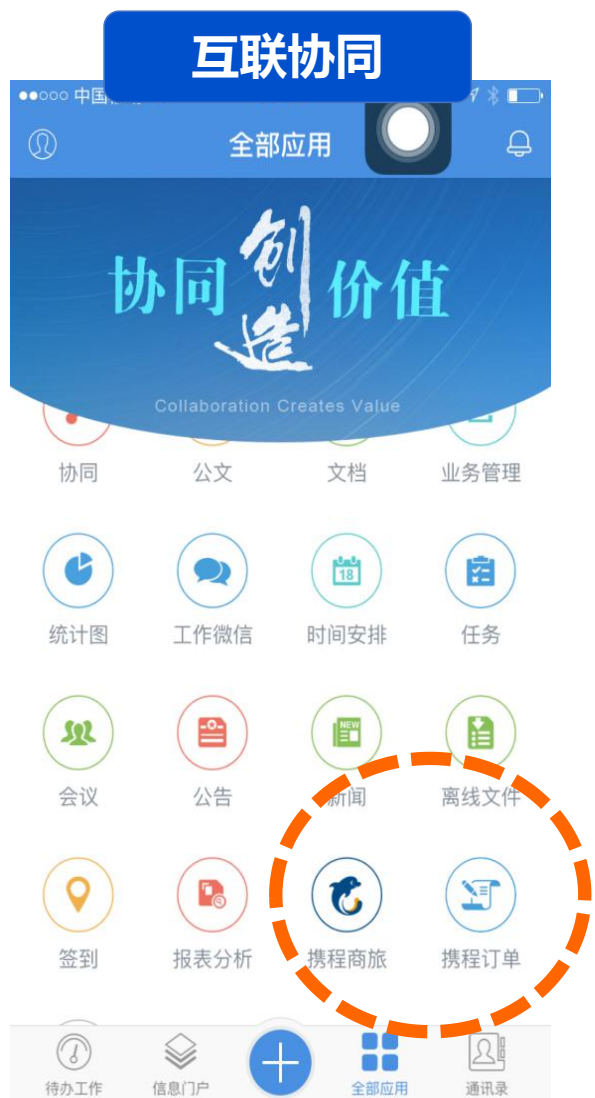 互联协同
中国
全部应用
协同创造价值
Collaboration Creates Value
协同 公文 文档 业务管理
18
统计图 工作微信 时间安排 任务
NEW
会议 公告 新闻 离线文件
签到 报表分析 携程商旅 携程订单
待办工作 信息门户 全部应用 通讯录